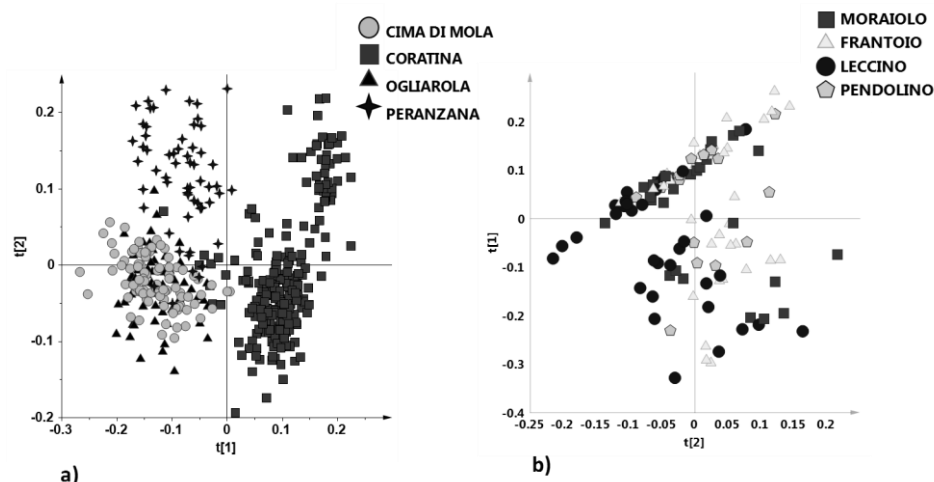 CIMA DI MOLA
CORATINA
OGLIAROLA
PERANZANA
t[2]
0.2
0.1
0
-0.1
-0.2
-0.3 -0.2 -0.1 0 0.1 0.2
t[1]
a)
MORAIOLO
FRANTOIO
LECCINO
PENDOLINO
t[1]
0.2
0.1
0
-0.1
-0.2
-0.3
-0.4
-0.25 -0.2 -0.15 -0.1 -0.05 0 0.05 0.1 0.15 0.2
t[2]
b)